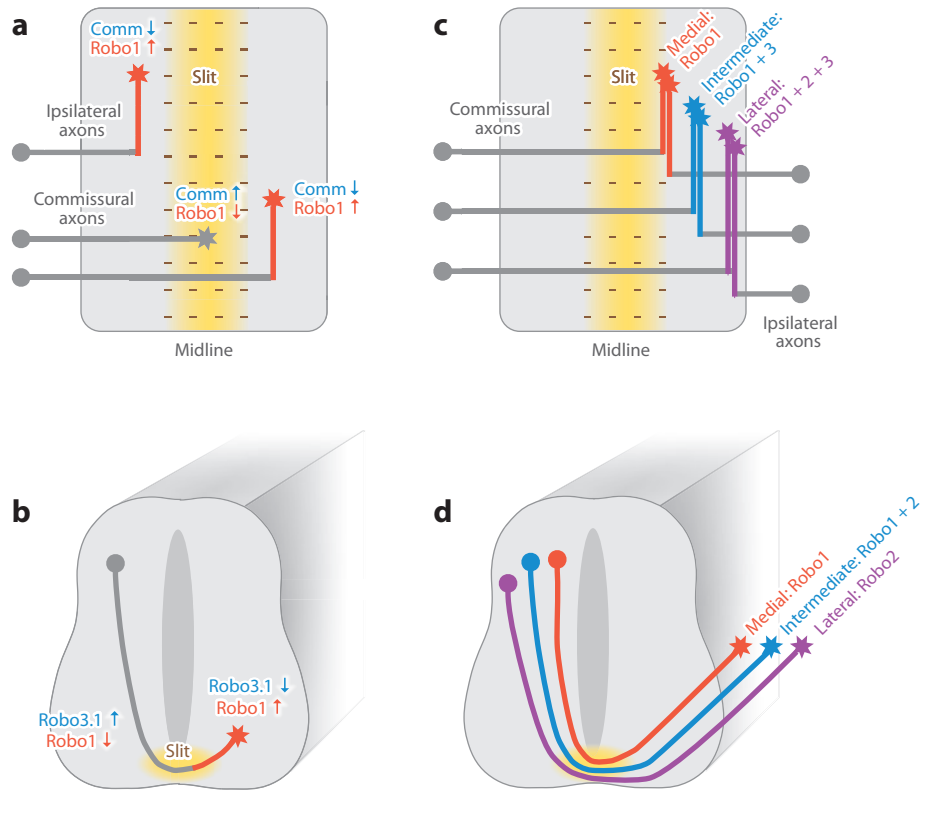 a
Comm ↓
Robo1 ↑
Slit
Ipsilateral
axons
Commissural
axons
Comm ↑
Robo1 ↓
Comm ↓
Robo1 ↑
Midline
c
Medial:
Robo1
Intermediate:
Robo1 + 3
Lateral:
Robo1 + 2 + 3
Slit
Commissural
axons
Ipsilateral
axons
Midline
b
Robo3.1 ↑
Robo1 ↓
Slit
Robo3.1 ↓
Robo1 ↑
d
Medial: Robo1
Intermediate: Robo1 + 2
Lateral: Robo2